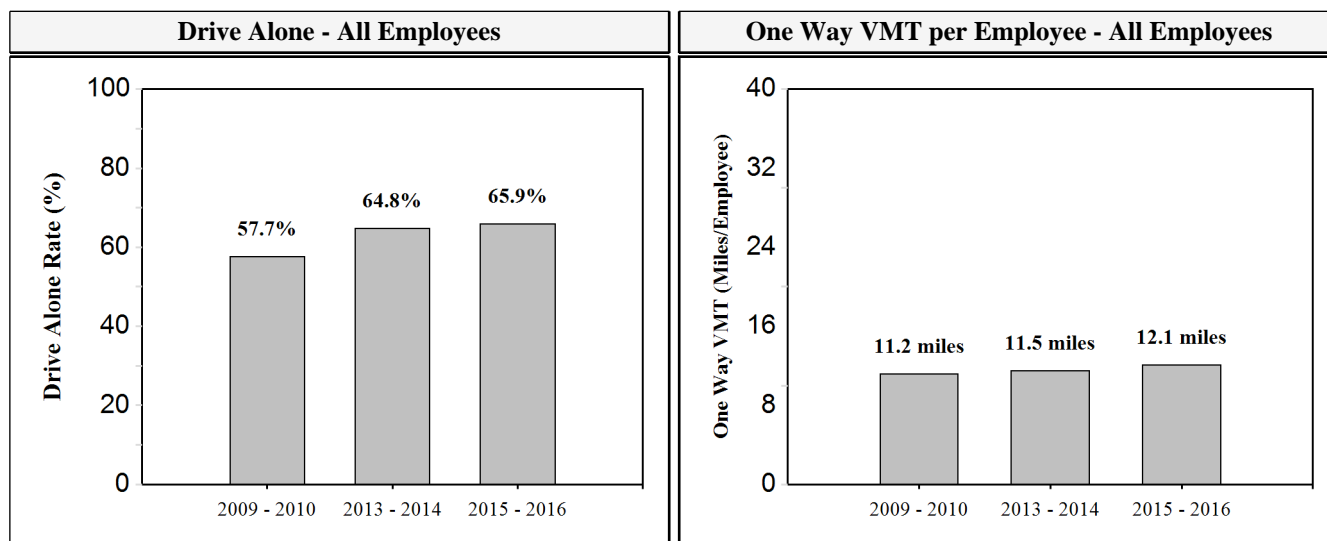 Drive Alone - All Employees
Drive Alone Rate (%)
100
80
60
40
20
0
57.7%
64.8%
65.9%
2009 - 2010
2013 - 2014
2015 - 2016
One Way VMT per Employee - All Employees
One Way VMT (Miles/Employee)
40
32
24
16
8
0
11.2 miles
11.5 miles
12.1 miles
2009 - 2010
2013 - 2014
2015 - 2016